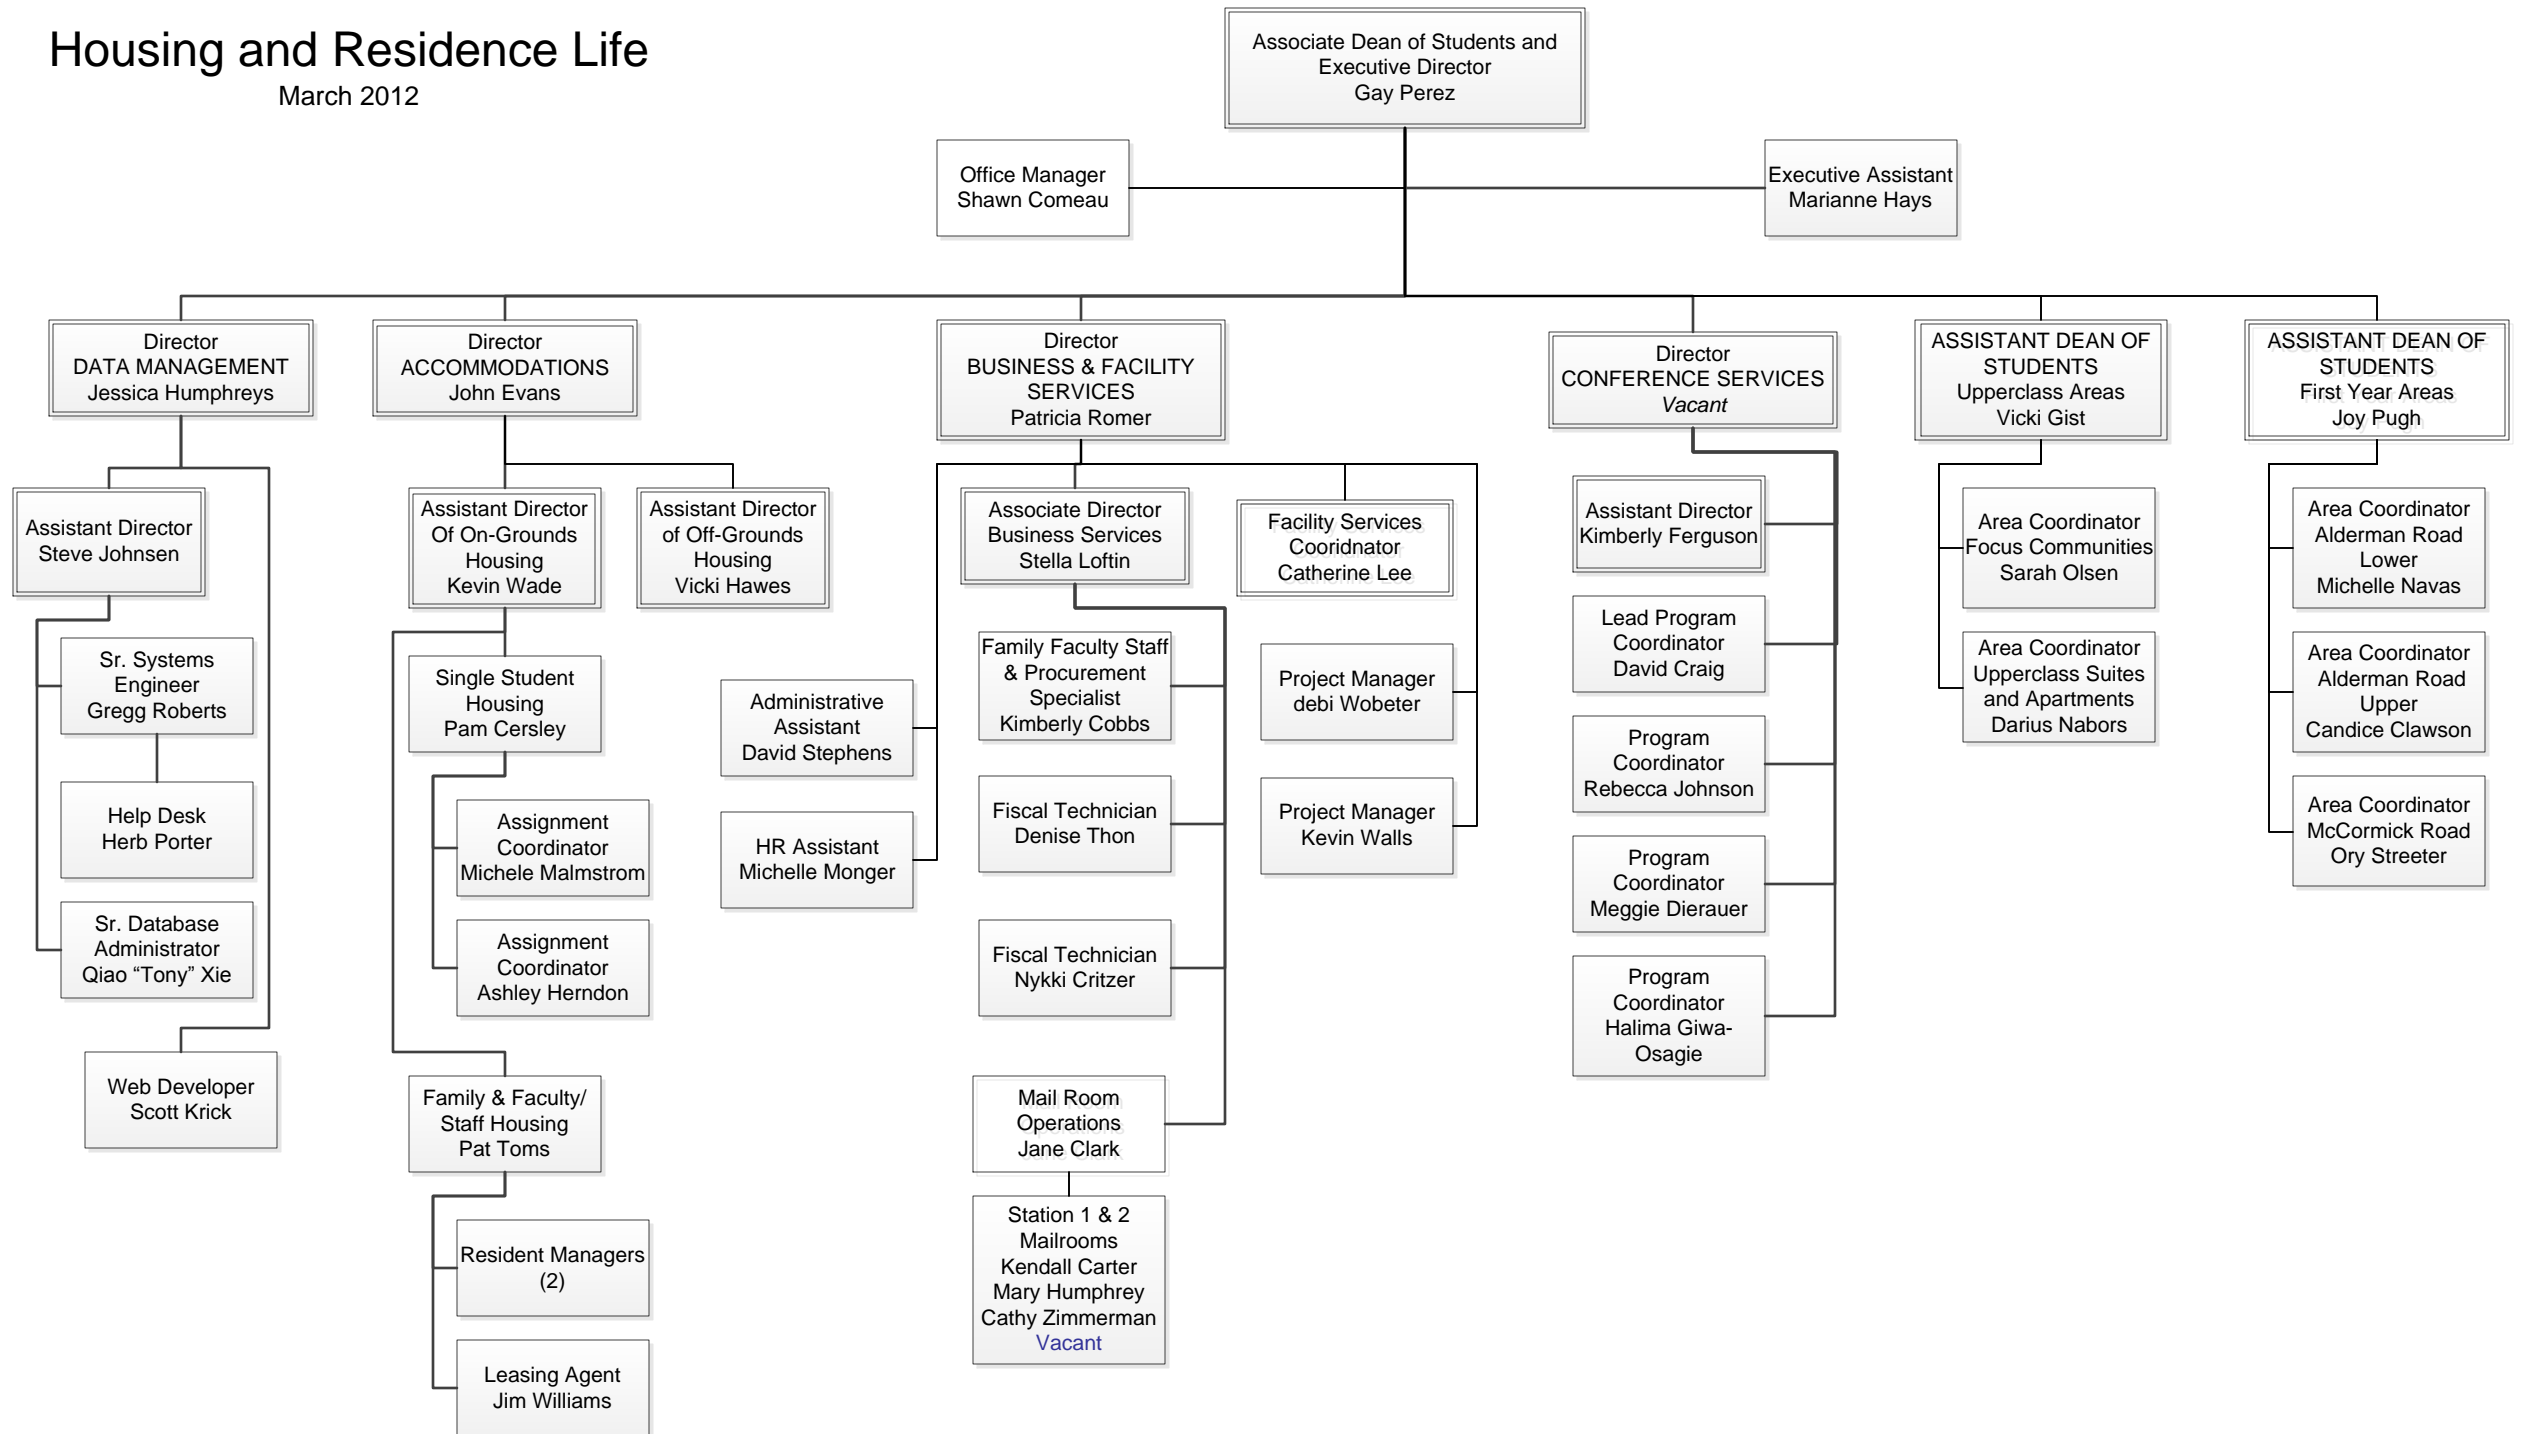 Housing and Residence Life
March 2012
Associate Dean of Students and
Executive Director
Gay Perez
Office Manager
Shawn Comeau
Executive Assistant
Marianne Hays
Director
DATA MANAGEMENT
Jessica Humphreys
Director
ACCOMMODATIONS
John Evans
Director
BUSINESS & FACILITY
SERVICES
Patricia Romer
Director
CONFERENCE SERVICES
Vacant
ASSISTANT DEAN OF
STUDENTS
Upperclass Areas
Vicki Gist
ASSISTANT DEAN OF
STUDENTS
First Year Areas
Joy Pugh
Assistant Director
Steve Johnsen
Sr. Systems
Engineer
Gregg Roberts
Help Desk
Herb Porter
Sr. Database
Administrator
Qiao “Tony” Xie
Web Developer
Scott Krick
Assistant Director
Of On-Grounds
Housing
Kevin Wade
Assistant Director
of Off-Grounds
Housing
Vicki Hawes
Single Student
Housing
Pam Cersley
Assignment
Coordinator
Michele Malmstrom
Assignment
Coordinator
Ashley Herndon
Family & Faculty/
Staff Housing
Pat Toms
Resident Managers
(2)
Leasing Agent
Jim Williams
Administrative
Assistant
David Stephens
HR Assistant
Michelle Monger
Associate Director
Business Services
Stella Loftin
Family Faculty Staff
& Procurement
Specialist
Kimberly Cobbs
Fiscal Technician
Denise Thon
Fiscal Technician
Nykki Critzer
Mail Room
Operations
Jane Clark
Station 1 & 2
Mailrooms
Kendall Carter
Mary Humphrey
Cathy Zimmerman
Vacant
Facility Services
Cooridnator
Catherine Lee
Project Manager
debi Wobeter
Project Manager
Kevin Walls
Assistant Director
Kimberly Ferguson
Lead Program
Coordinator
David Craig
Program
Coordinator
Rebecca Johnson
Program
Coordinator
Meggie Dierauer
Program
Coordinator
Halima Giwa-
Osagie
Area Coordinator
Focus Communities
Sarah Olsen
Area Coordinator
Upperclass Suites
and Apartments
Darius Nabors
Area Coordinator
Alderman Road
Lower
Michelle Navas
Area Coordinator
Alderman Road
Upper
Candice Clawson
Area Coordinator
McCormick Road
Ory Streeter